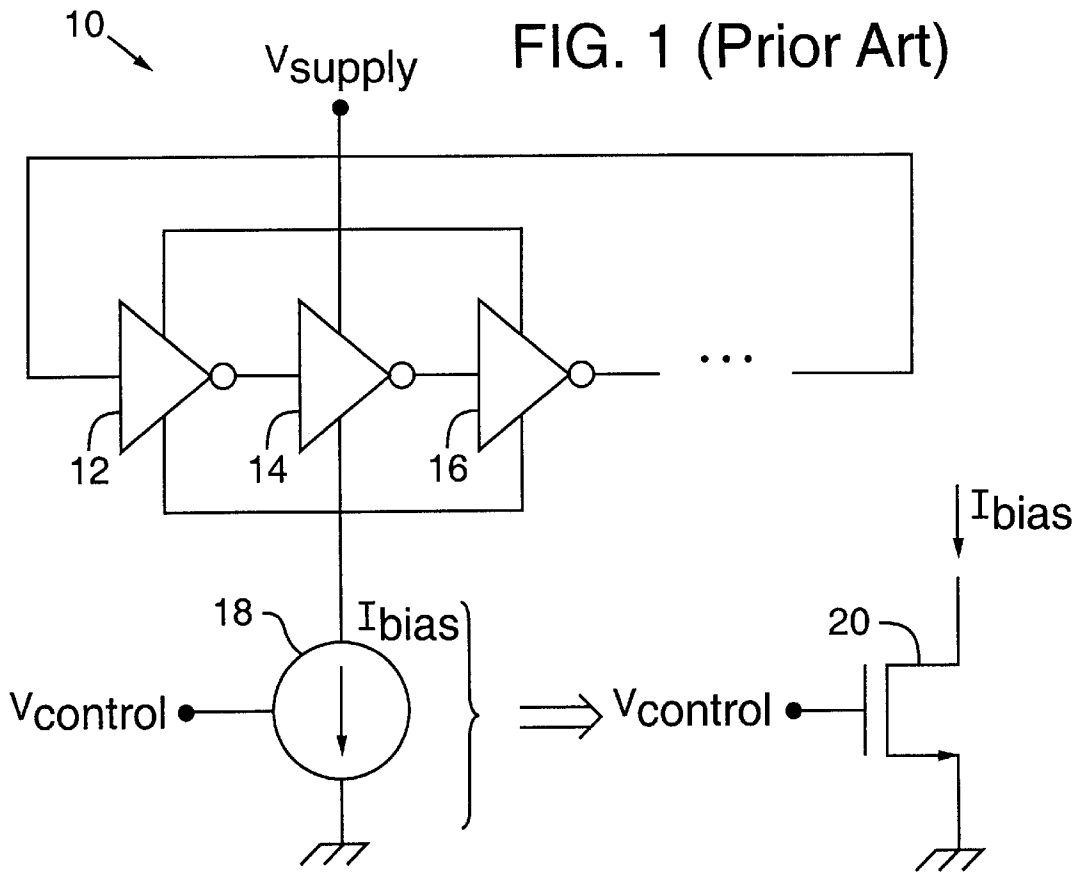 10
FIG. 1 (Prior Art)
Vsupply
12
14
16
...
Ibias
18
Ibias
20
Vcontrol
Vcontrol